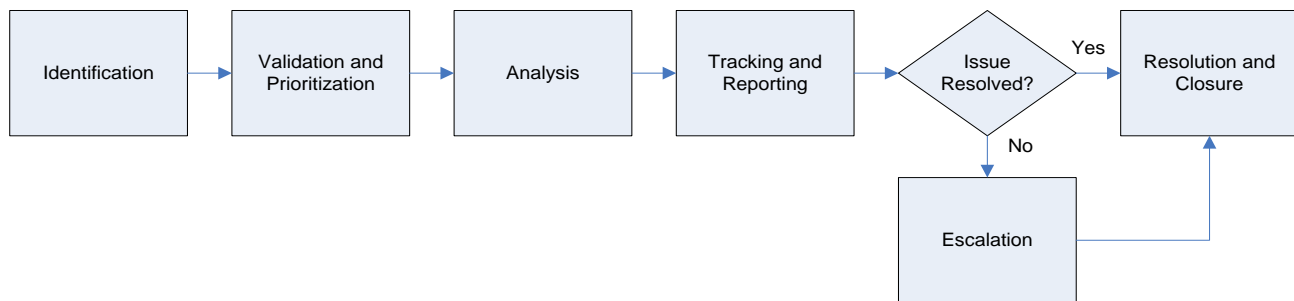 Identification
Validation and
Prioritization
Analysis
Tracking and
Reporting
Issue
Resolved?
Yes
Resolution and
Closure
No
Escalation